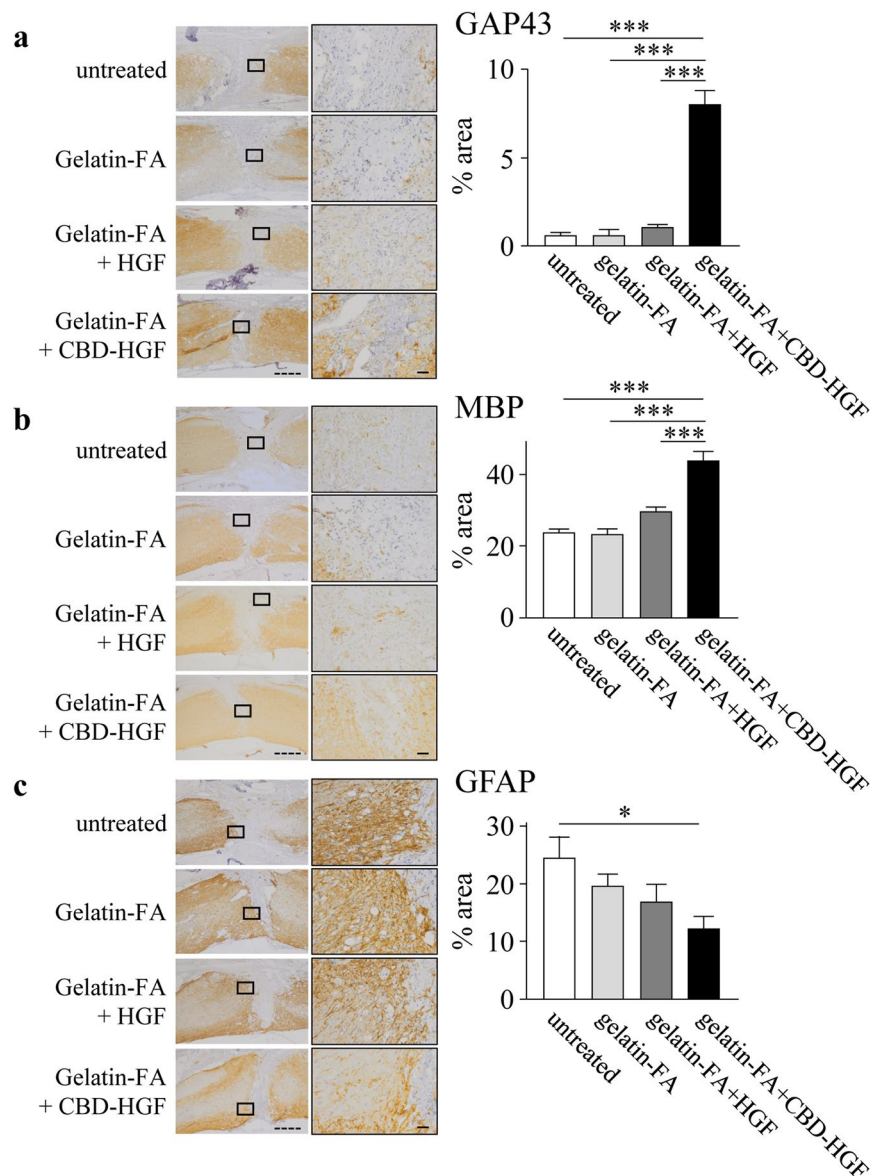 a
untreated
Gelatin-FA
Gelatin-FA
+ HGF
Gelatin-FA
+ CBD-HGF
GAP43
***
***
***
10
5
0
% area
untreated
gelatin-FA
gelatin-FA+HGF
gelatin-FA+CBD-HGF
b
untreated
Gelatin-FA
Gelatin-FA
+ HGF
Gelatin-FA
+ CBD-HGF
MBP
***
***
***
40
20
0
% area
untreated
gelatin-FA
gelatin-FA+HGF
gelatin-FA+CBD-HGF
c
untreated
Gelatin-FA
Gelatin-FA
+ HGF
Gelatin-FA
+ CBD-HGF
GFAP
*
30
20
10
0
% area
untreated
gelatin-FA
gelatin-FA+HGF
gelatin-FA+CBD-HGF